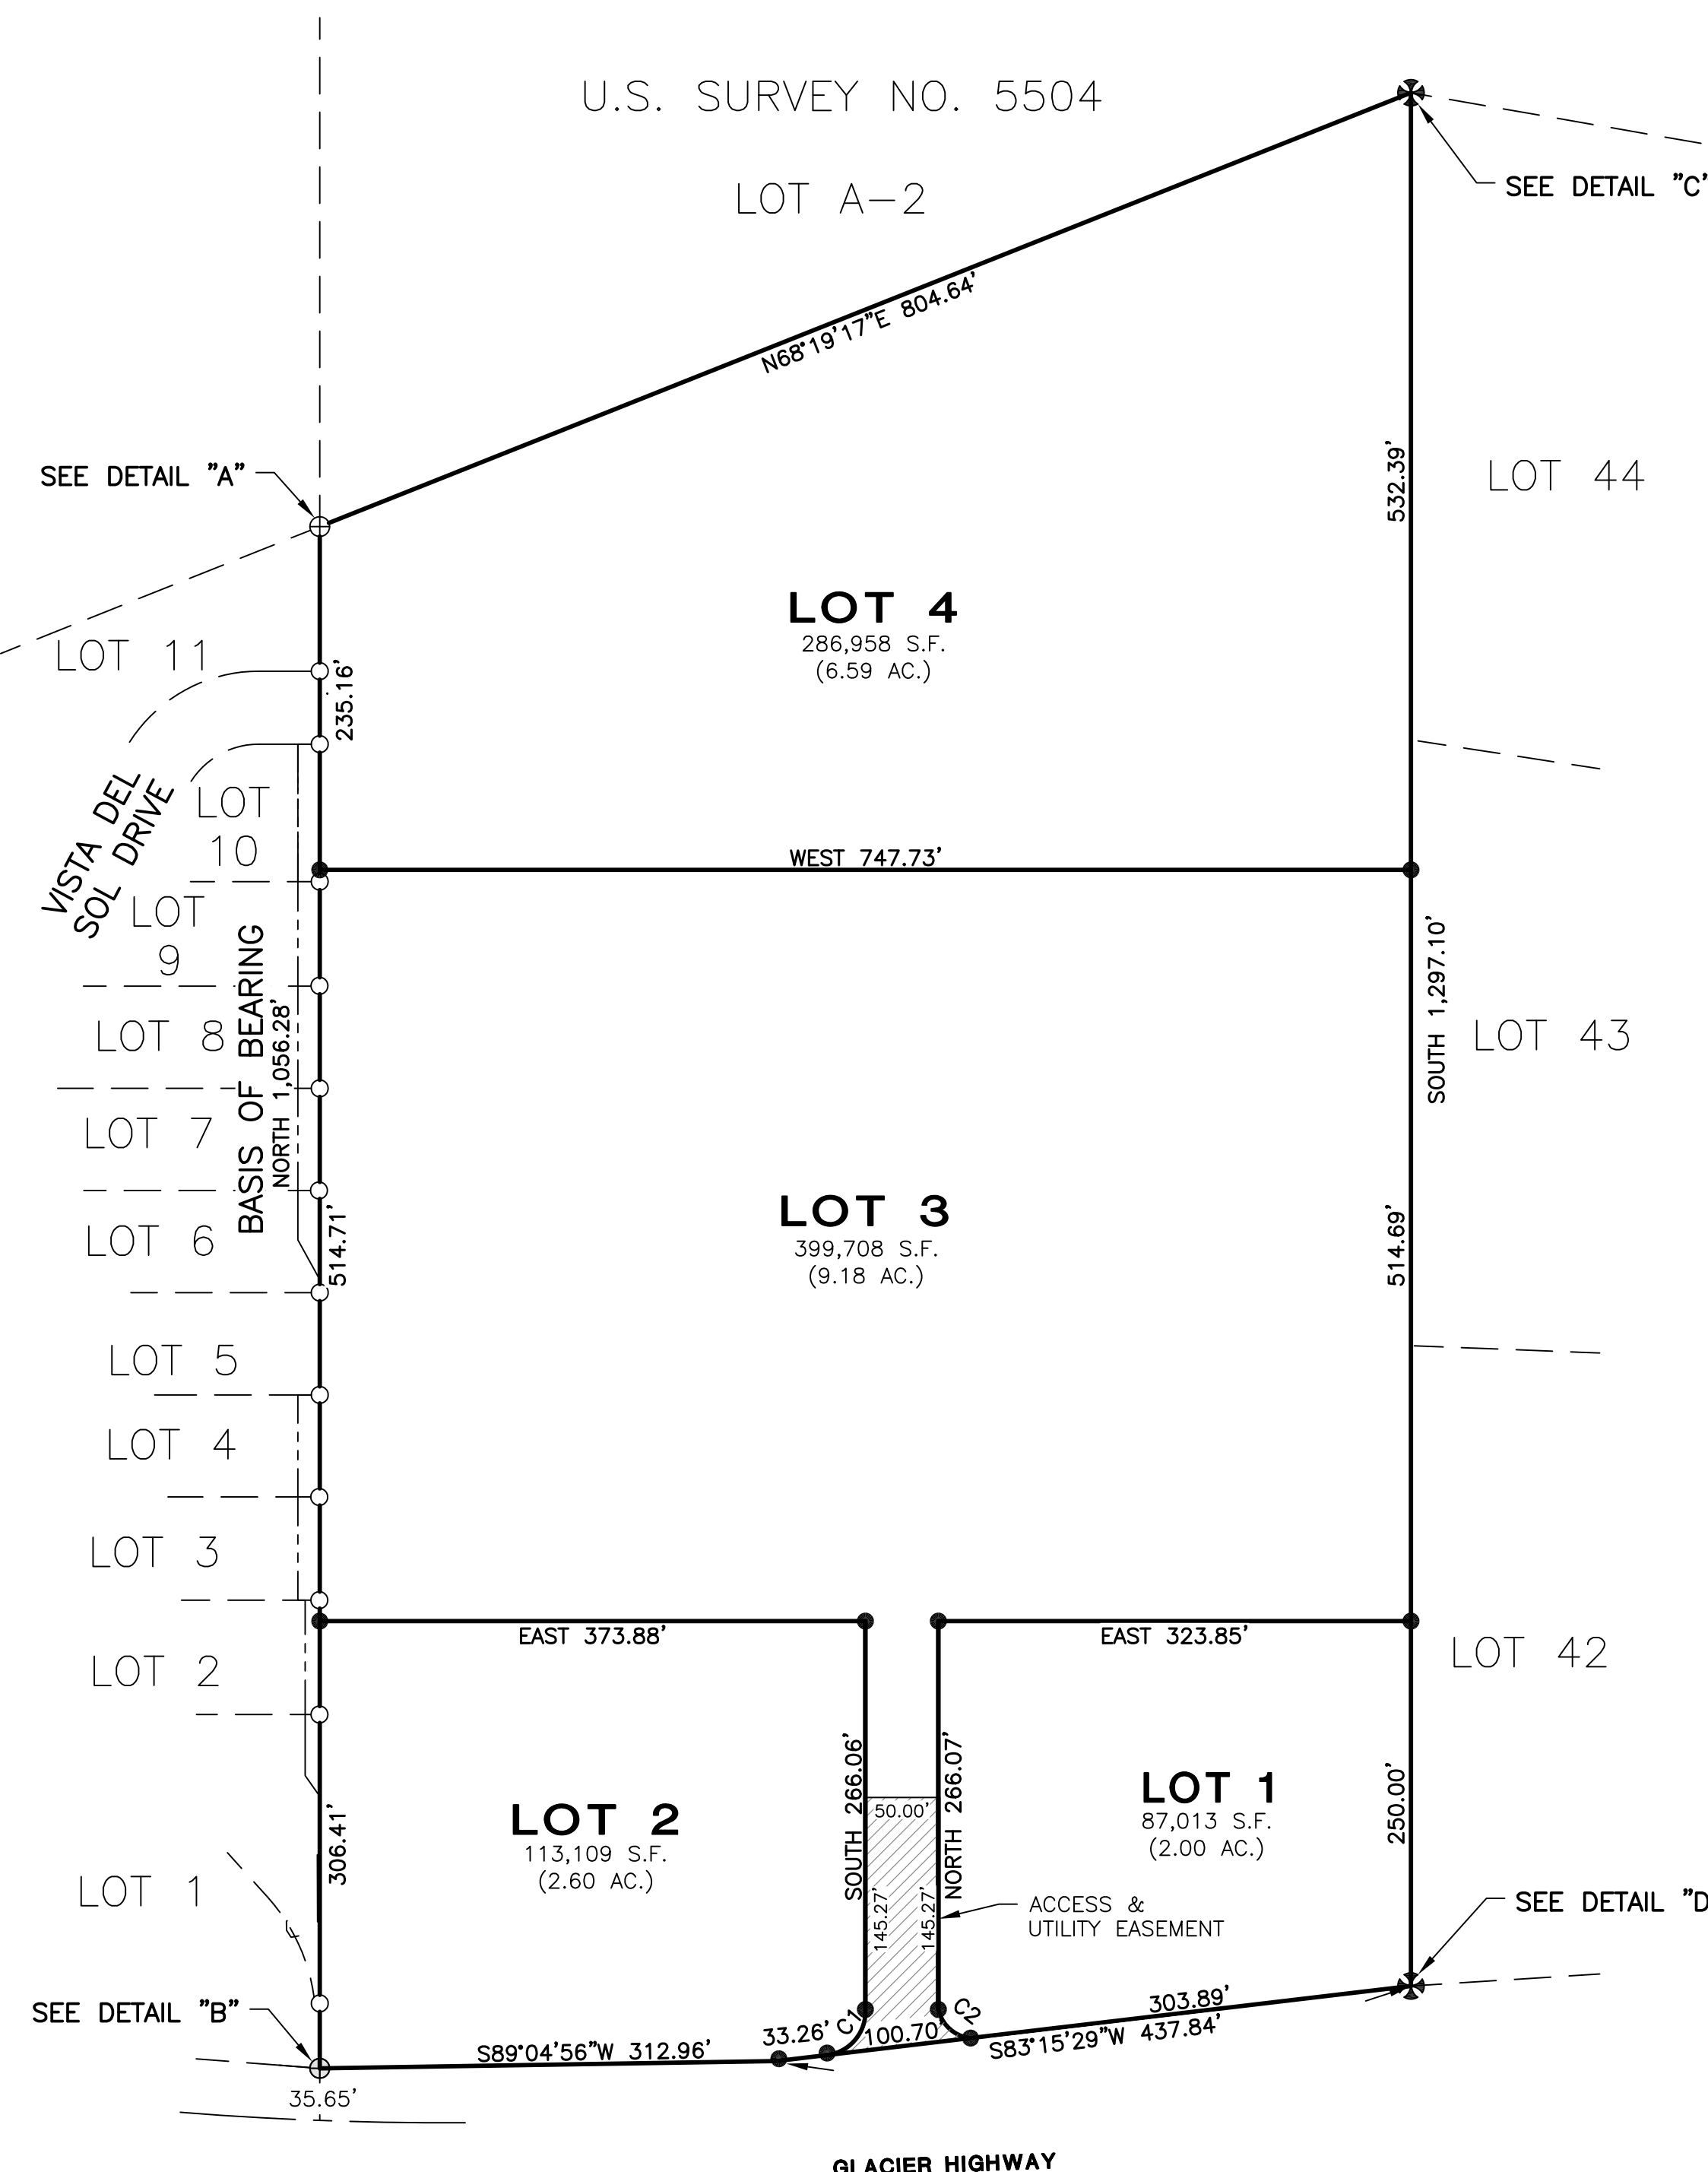 U.S. SURVEY NO. 5504
LOT A-2
SEE DETAIL "C"
N68°19'17"E 804.64'
SEE DETAIL "A"
532.39'
LOT 44
LOT 4
286,958 S.F.
(6.59 AC.)
LOT 11
235.16'
VISTA DEL
SOL DRIVE
LOT
10
WEST 747.73'
LOT
9
BASIS OF BEARING
NORTH 1,056.28'
SOUTH 1,297.10'
LOT 8
LOT 43
LOT 7
LOT 3
399,708 S.F.
(9.18 AC.)
LOT 6
514.71'
514.69'
LOT 5
LOT 4
LOT 3
EAST 373.88'
EAST 323.85'
LOT 2
LOT 42
SOUTH 266.06'
NORTH 266.07'
50.00'
LOT 1
87,013 S.F.
(2.00 AC.)
250.00'
LOT 2
113,109 S.F.
(2.60 AC.)
306.41'
LOT 1
145.27'
145.27'
ACCESS &
UTILITY EASEMENT
SEE DETAIL "D
SEE DETAIL "B"
303.89'
C1
C2
33.26'
100.70'
S83°15'29"W 437.84'
S89°04'56"W 312.96'
35.65'
GLACIER HIGHWAY